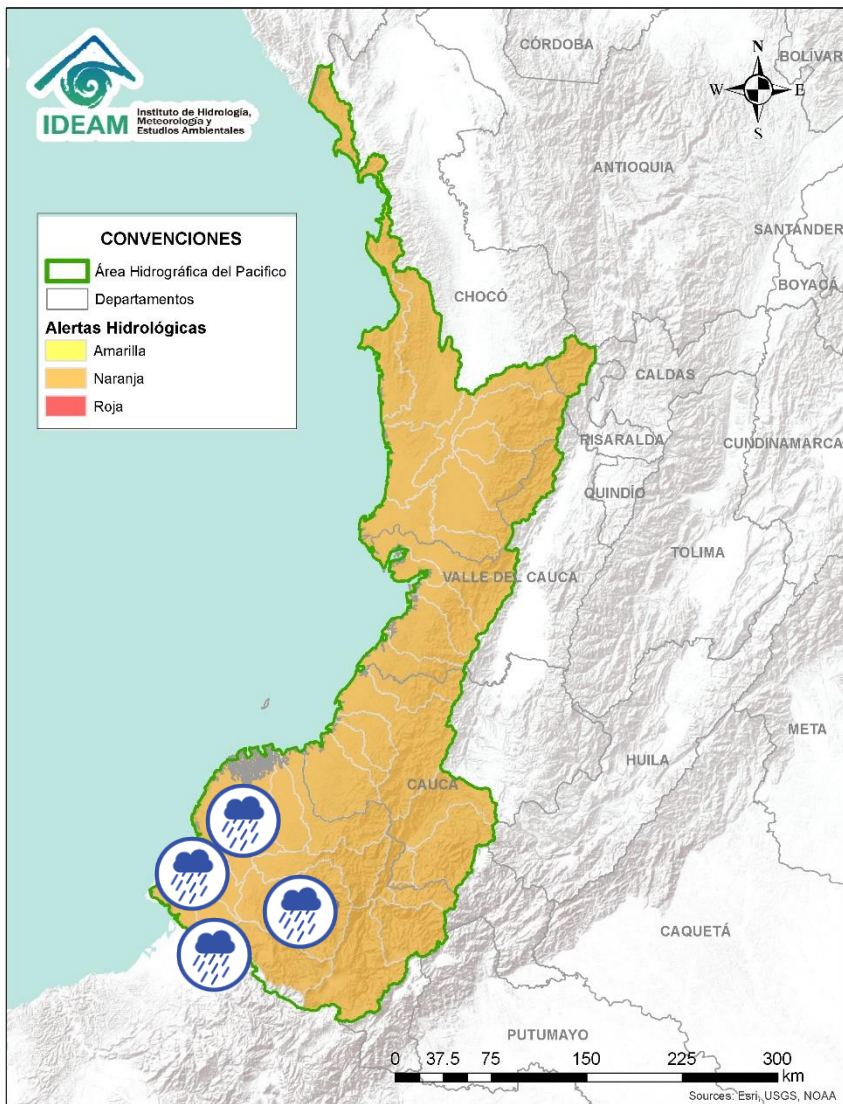 IDEAM
Instituto de Hidrología,
Meteorología y
Estudios Ambientales
CÓRDOBA
BOLÍVAR
N
W
E
S
ANTIOQUIA
SANTANDER
BOYACÁ
CONVENCIONES
Área Hidrográfica del Pacifico
Departamentos
Alertas Hidrológicas
Amarilla
Naranja
Roja
CHOCÓ
CALDAS
RISARALDA
CUNDINAMARCA
QUINDÍO
TOLIMA
VALLE DEL CAUCA
META
HUILA
CAUCA
CAQUETÁ
PUTUMAYO
0 37.5 75 150 225 300
km
Sources: Esri, USGS, NOAA